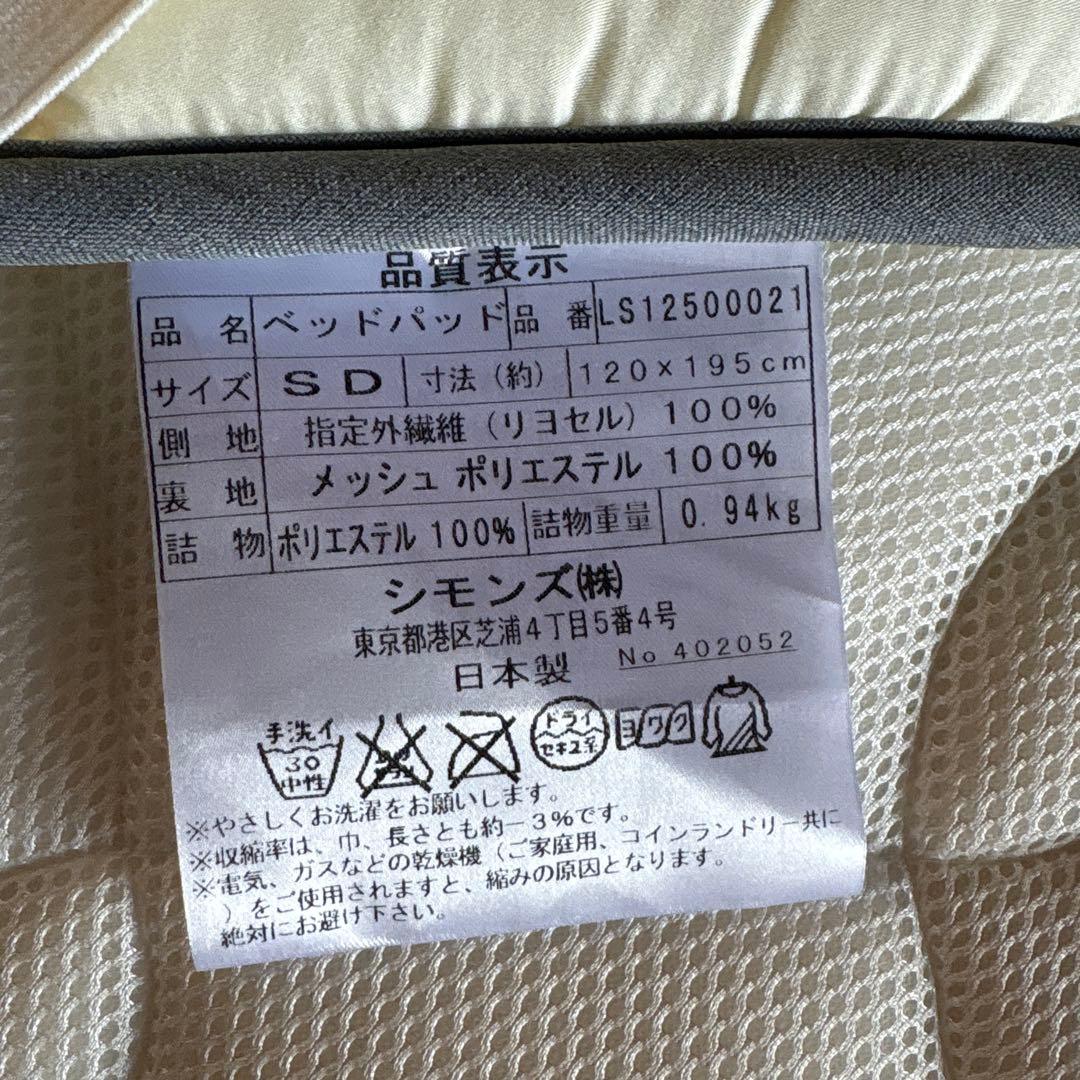 品質表示
品 名 ベッドパッド 品 番 LS12500021
サイズ SD 寸法（約） 120×195cm
側 地 指定外繊維（リヨセル）100%
裏 地 メッシュ ポリエステル 100%
詰 物 ポリエステル 100% 詰物重量 0.94kg
シモンズ㈱
東京都港区芝浦4丁目5番4号
日本製 No 402052
手洗イ 30 中性 エンソサラシ ドライ セキユ系 ヨワク
※やさしくお洗濯をお願いします。
※収縮率は、巾、長さとも約－3%です。
※電気、ガスなどの乾燥機（ご家庭用、コインランドリー共に
）をご使用されますと、縮みの原因となります。
絶対にお避け下さい。